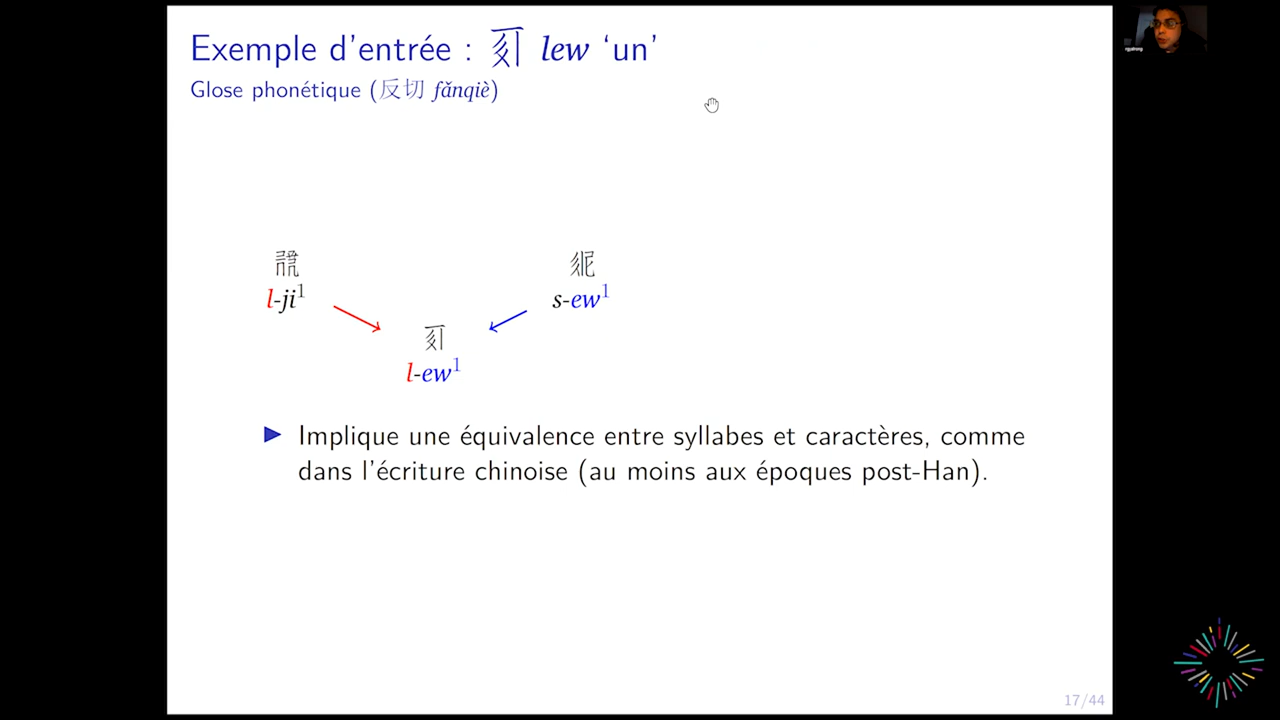 Exemple d'entrée : 𘈩 lew ‘un’
Glose phonétique (反切 fǎnqiè)
l-ji¹
s-ew¹
𘈩
l-ew¹
▶ Implique une équivalence entre syllabes et caractères, comme
dans l'écriture chinoise (au moins aux époques post-Han).
17/44